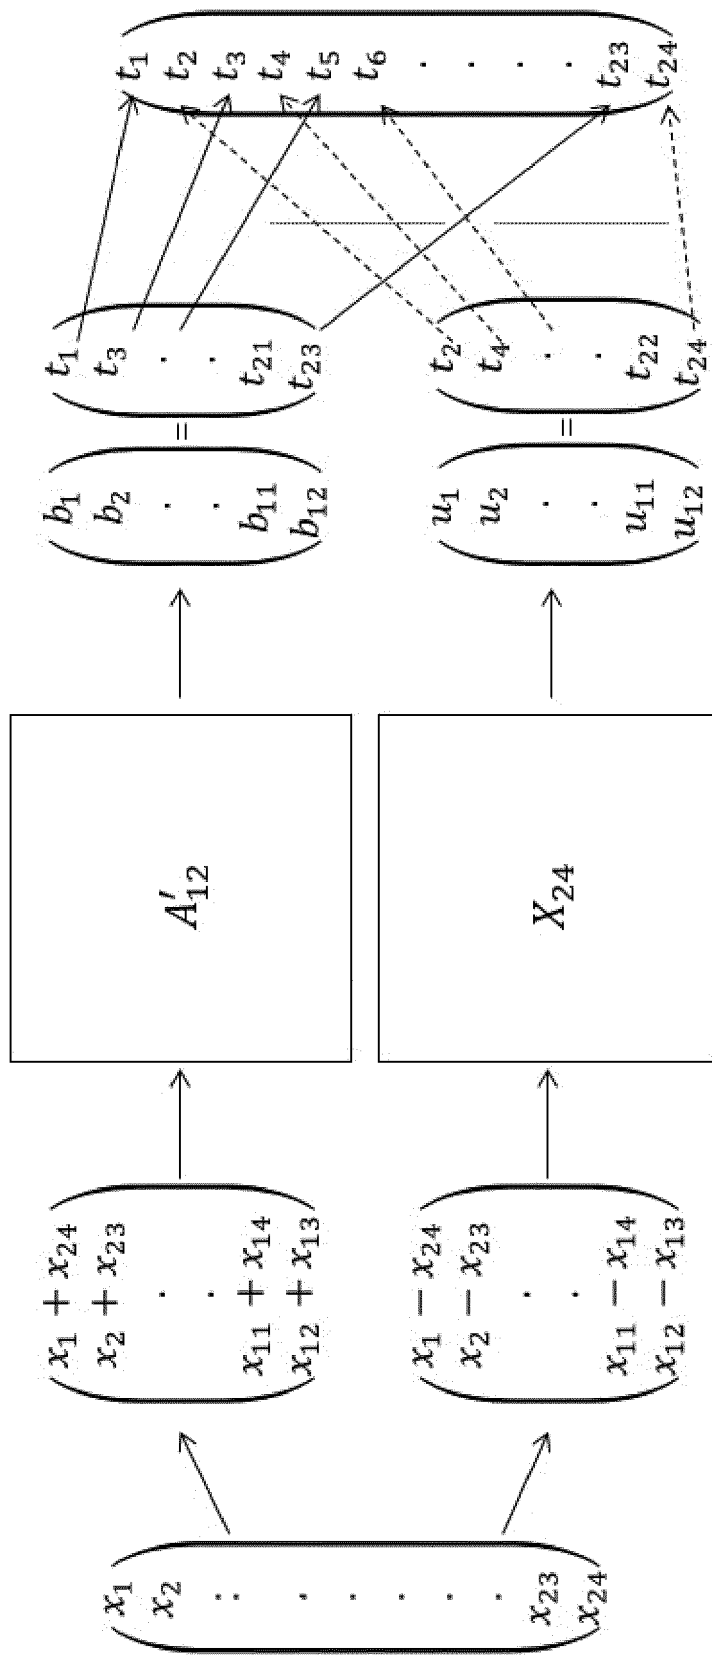 x₁
x₂
:
.
.
.
.
.
.
x₂₃
x₂₄
x₁ + x₂₄
x₂ + x₂₃
.
.
x₁₁ + x₁₄
x₁₂ + x₁₃
x₁ − x₂₄
x₂ − x₂₃
.
.
x₁₁ − x₁₄
x₁₂ − x₁₃
A′₁₂
X₂₄
b₁
b₂
.
.
b₁₁
b₁₂
=
t₁
t₃
.
.
t₂₁
t₂₃
u₁
u₂
.
.
u₁₁
u₁₂
=
t₂
t₄
.
.
t₂₂
t₂₄
t₁
t₂
t₃
t₄
t₅
t₆
.
.
.
.
t₂₃
t₂₄